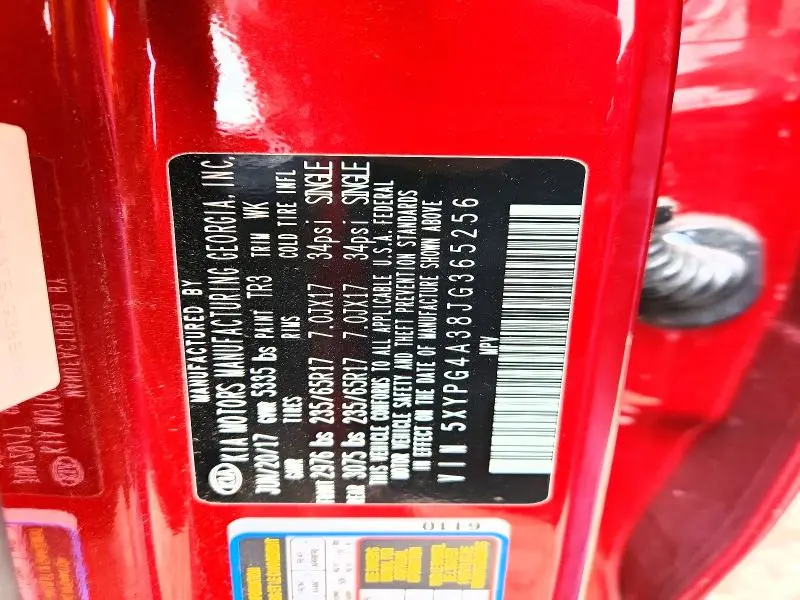 MANUFACTURED BY
KIA KIA MOTORS MANUFACTURING GEORGIA, INC.
JUN/20/17 GVWR 5335 lbs PAINT TR3 TRIM WK
GAWR TIRES RIMS COLD TIRE INFL
FRONT 2976 lbs 235/65R17 7.0JX17 34psi SINGLE
REAR 3075 lbs 235/65R17 7.0JX17 34psi SINGLE
THIS VEHICLE CONFORMS TO ALL APPLICABLE U.S.A. FEDERAL
MOTOR VEHICLE SAFETY AND THEFT PREVENTION STANDARDS
IN EFFECT ON THE DATE OF MANUFACTURE SHOWN ABOVE
VIN 5XYPG4A38JG365256
MPV
6110